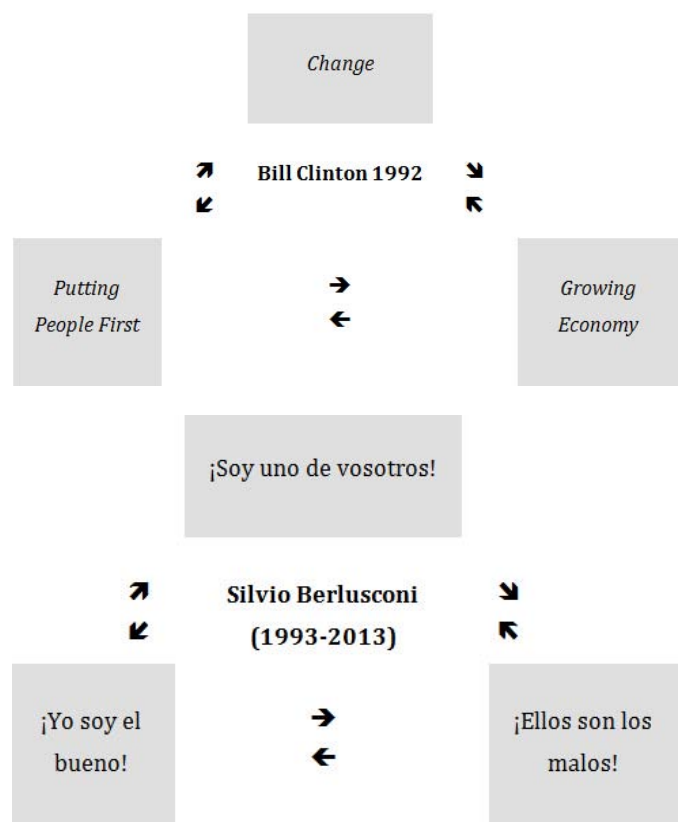 Change
Bill Clinton 1992
Putting
People First
Growing
Economy
¡Soy uno de vosotros!
Silvio Berlusconi
(1993-2013)
¡Yo soy el
bueno!
¡Ellos son los
malos!